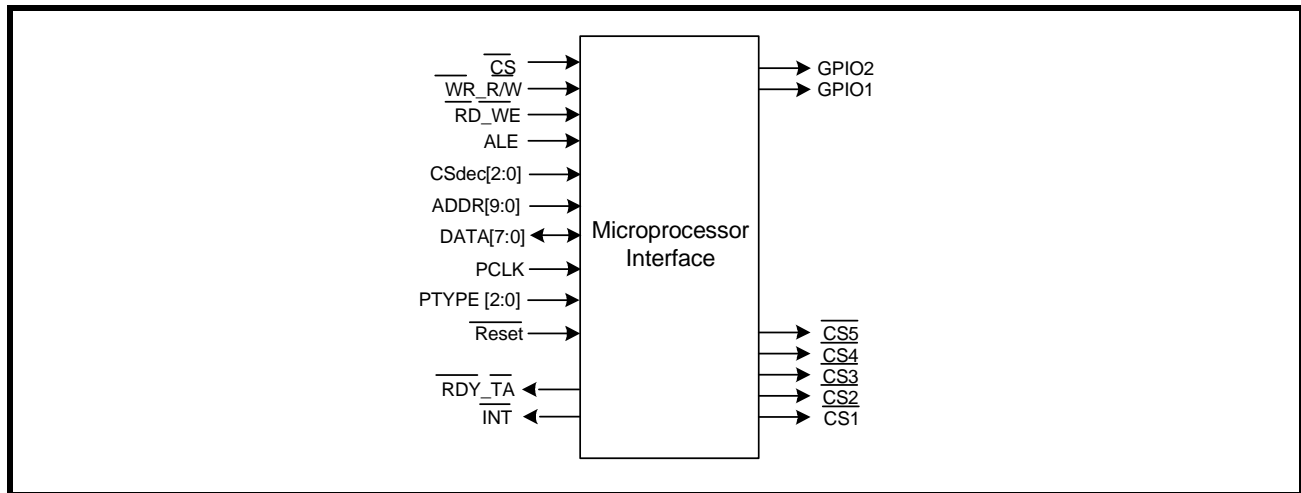 CS
WR_R/W
RD_WE
ALE
CSdec[2:0]
ADDR[9:0]
DATA[7:0]
PCLK
PTYPE [2:0]
Reset
RDY_TA
INT
Microprocessor
Interface
GPIO2
GPIO1
CS5
CS4
CS3
CS2
CS1